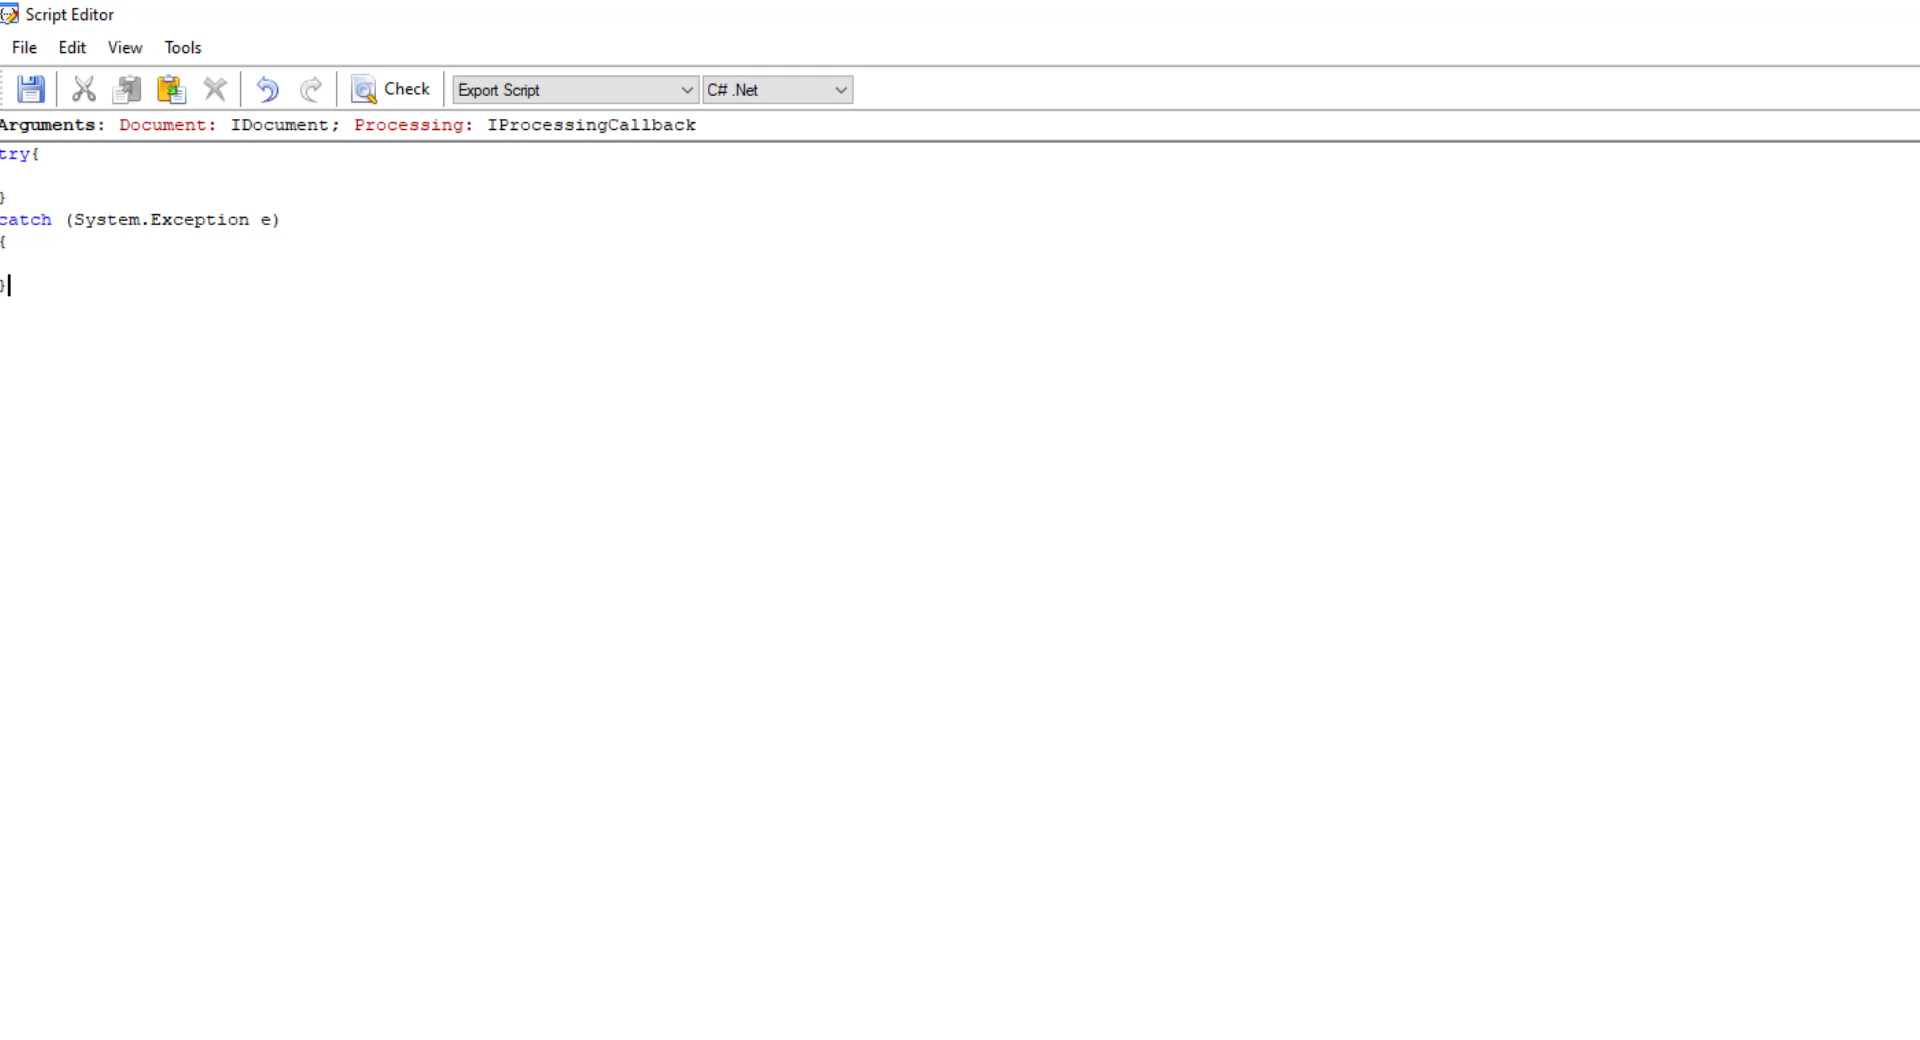 Script Editor
File Edit View Tools
Check Export Script C# .Net
Arguments: Document: IDocument; Processing: IProcessingCallback
try{
}
catch (System.Exception e)
{
}